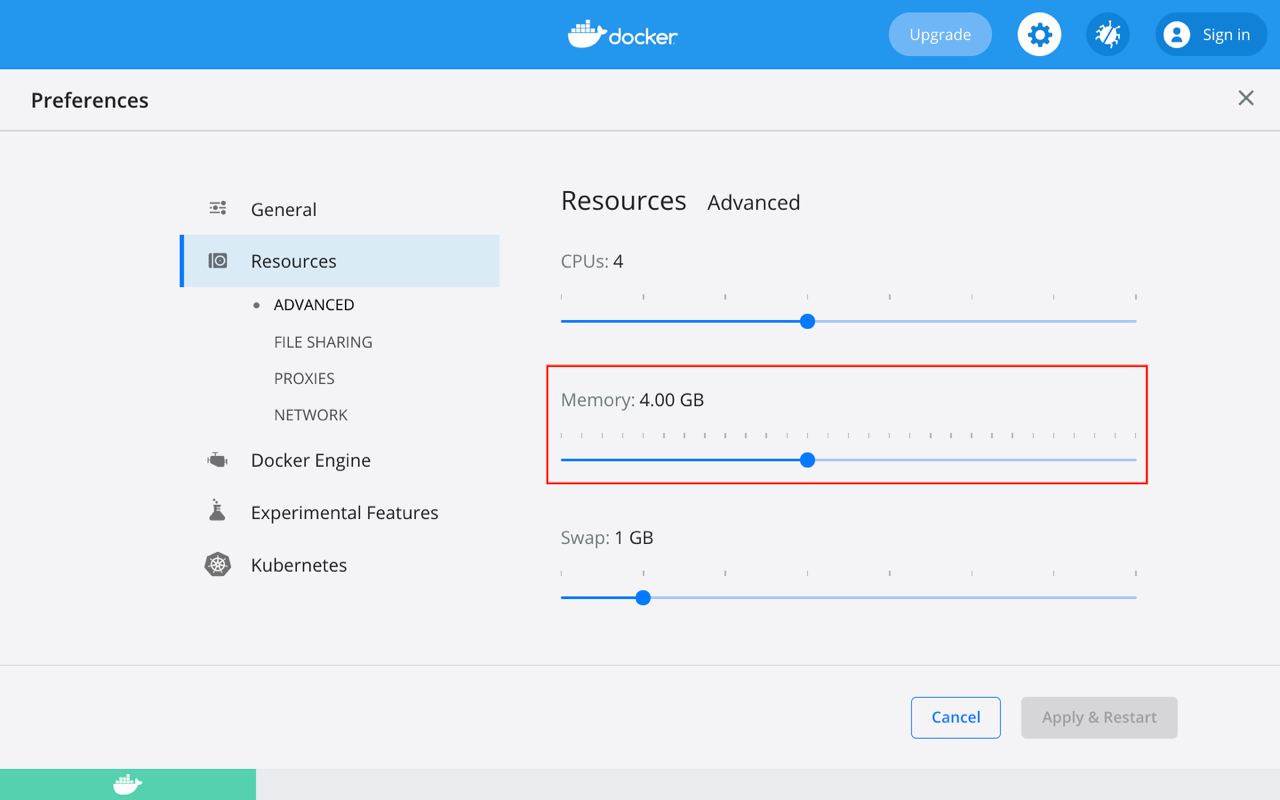 docker
Upgrade
Sign in
Preferences
General
Resources
ADVANCED
FILE SHARING
PROXIES
NETWORK
Docker Engine
Experimental Features
Kubernetes
Resources Advanced
CPUs: 4
Memory: 4.00 GB
Swap: 1 GB
Cancel
Apply & Restart